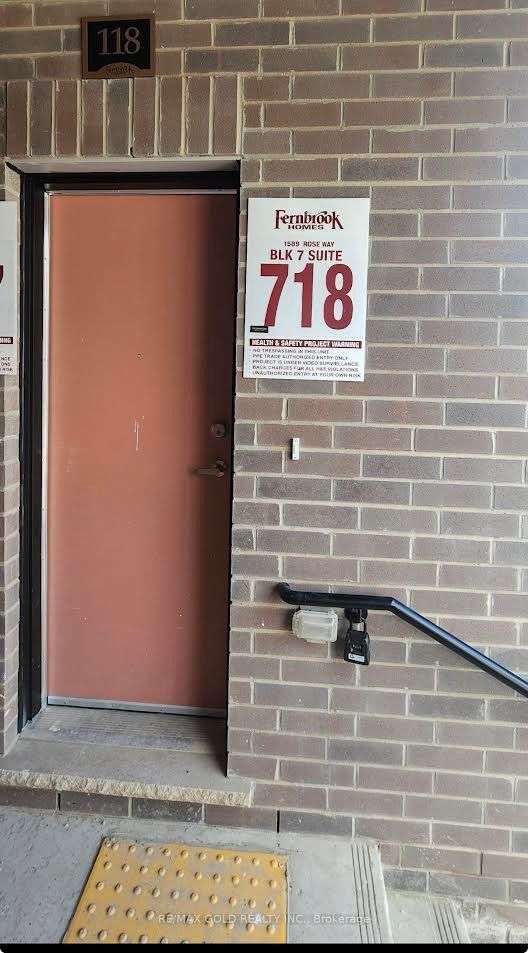 118
Fernbrook
HOMES
1589 ROSE WAY
BLK 7 SUITE
718
HEALTH & SAFETY PROJECT WARNING
- NO TRESPASSING IN THIS UNIT
- PPE TRADE AUTHORIZED ENTRY ONLY
- PROJECT IS UNDER VIDEO SURVEILLANCE
- BACK CHARGES FOR ALL H&S VIOLATIONS
- UNAUTHORIZED ENTRY AT YOUR OWN RISK
RE/MAX GOLD REALTY INC., Brokerage